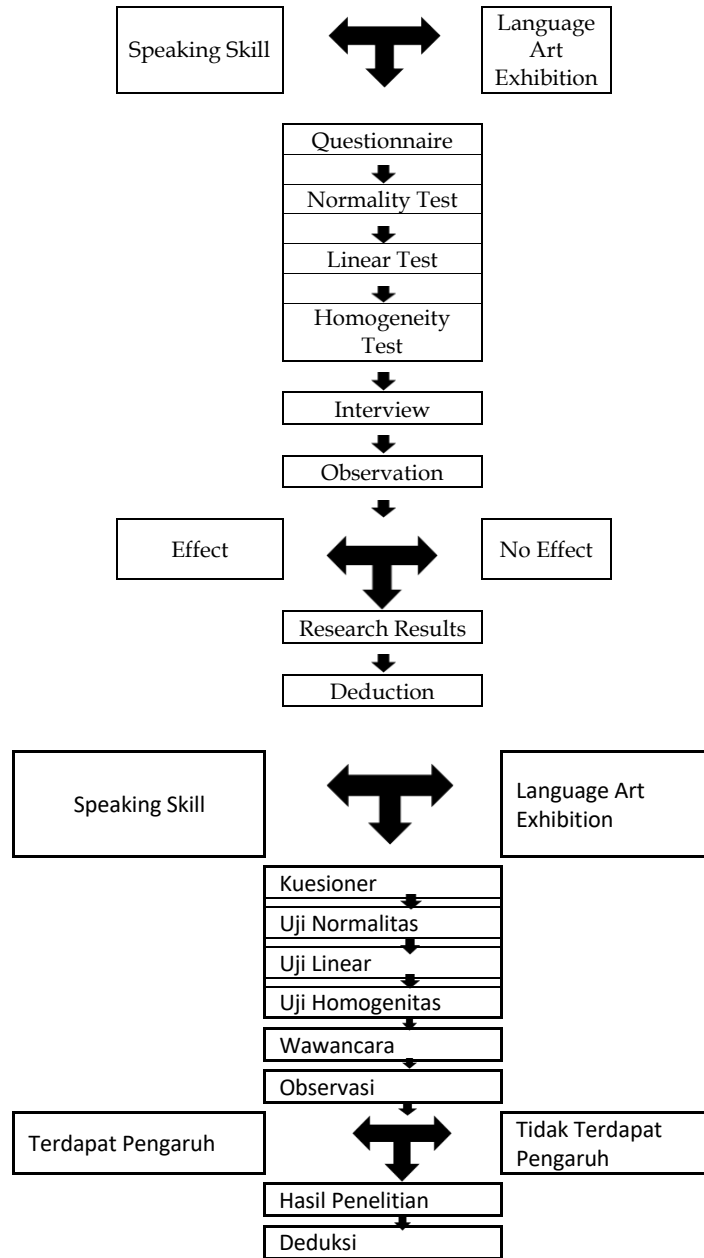 Speaking Skill
Language
Art
Exhibition
Questionnaire
Normality Test
Linear Test
Homogeneity
Test
Interview
Observation
Effect
No Effect
Research Results
Deduction
Speaking Skill
Language Art
Exhibition
Kuesioner
Uji Normalitas
Uji Linear
Uji Homogenitas
Wawancara
Observasi
Terdapat Pengaruh
Tidak Terdapat
Pengaruh
Hasil Penelitian
Deduksi